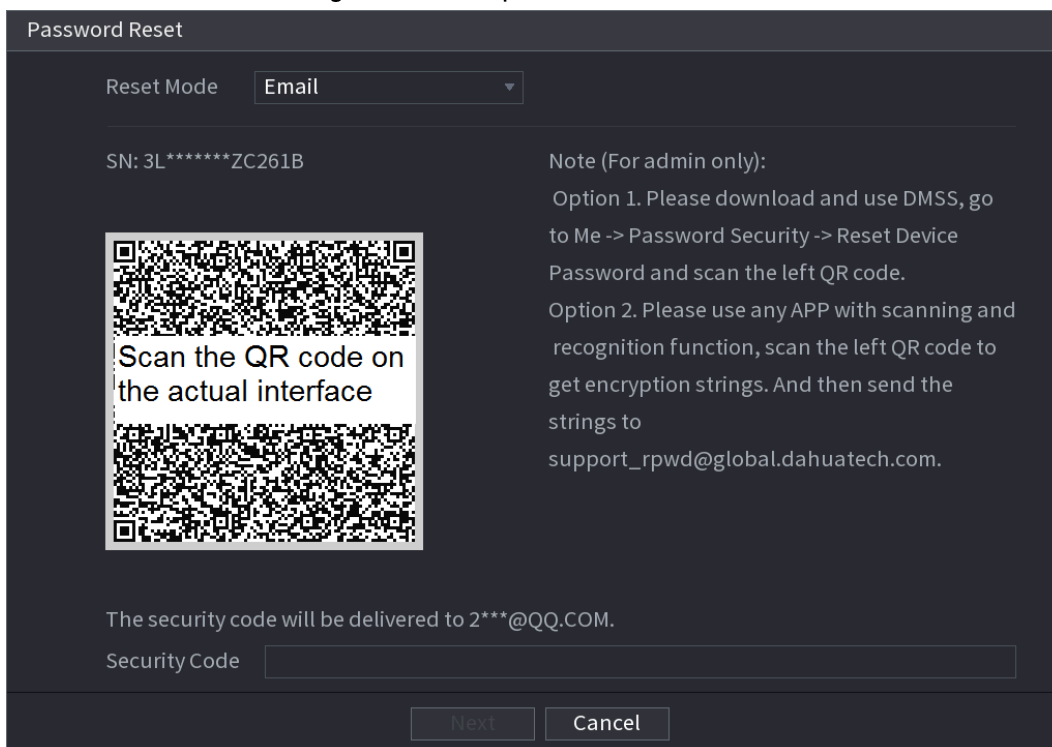 Password Reset
Reset Mode Email
SN: 3L*******ZC261B
Note (For admin only):
Option 1. Please download and use DMSS, go
to Me -> Password Security -> Reset Device
Password and scan the left QR code.
Option 2. Please use any APP with scanning and
recognition function, scan the left QR code to
get encryption strings. And then send the
strings to
support_rpwd@global.dahuatech.com.
Scan the QR code on
the actual interface
The security code will be delivered to 2***@QQ.COM.
Security Code
Next Cancel